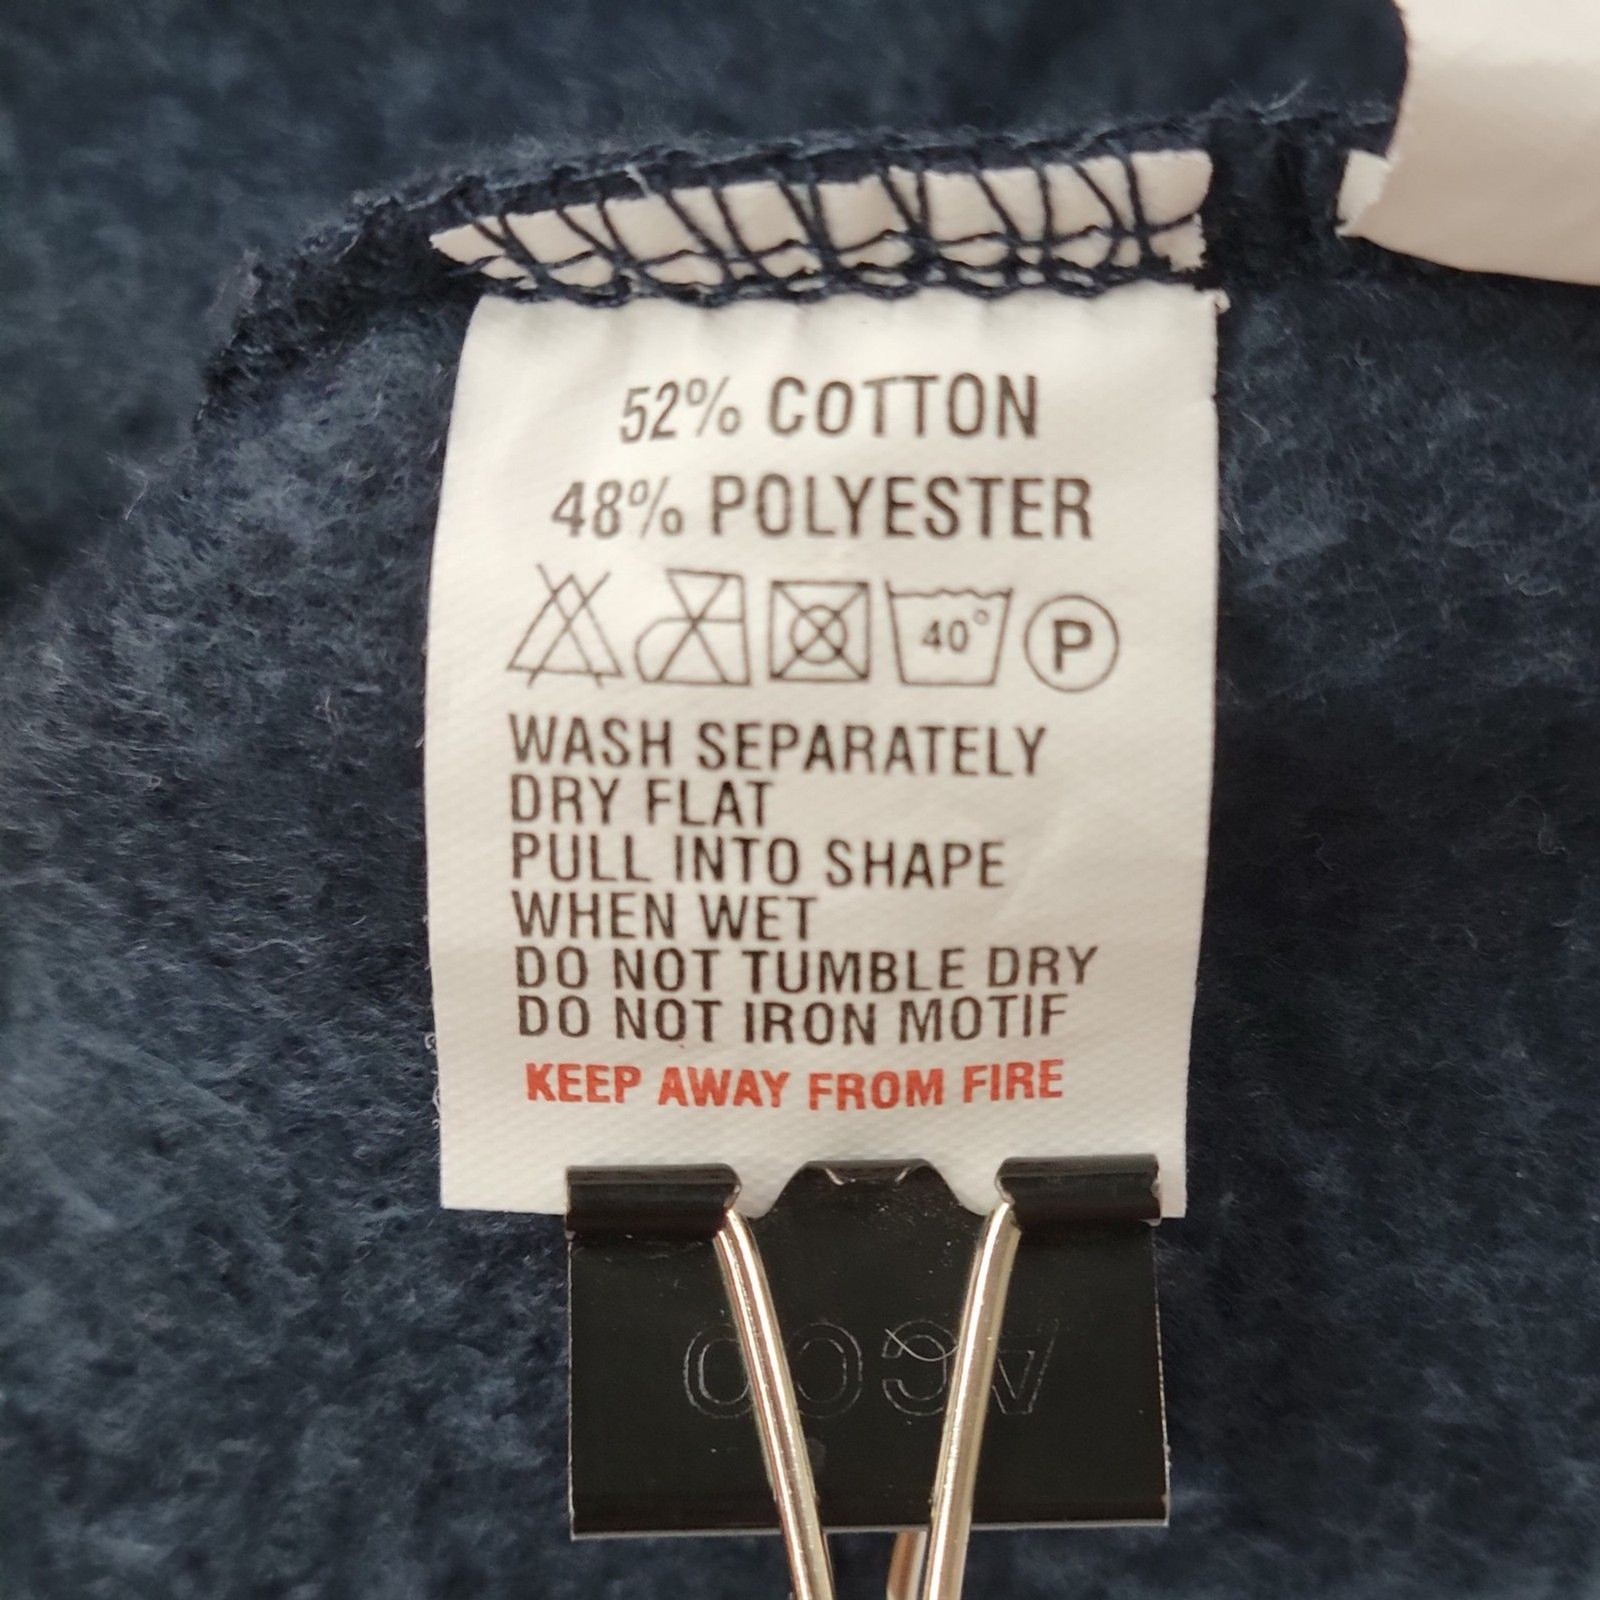 52% COTTON
48% POLYESTER
40° P
WASH SEPARATELY
DRY FLAT
PULL INTO SHAPE
WHEN WET
DO NOT TUMBLE DRY
DO NOT IRON MOTIF
KEEP AWAY FROM FIRE
ACCO